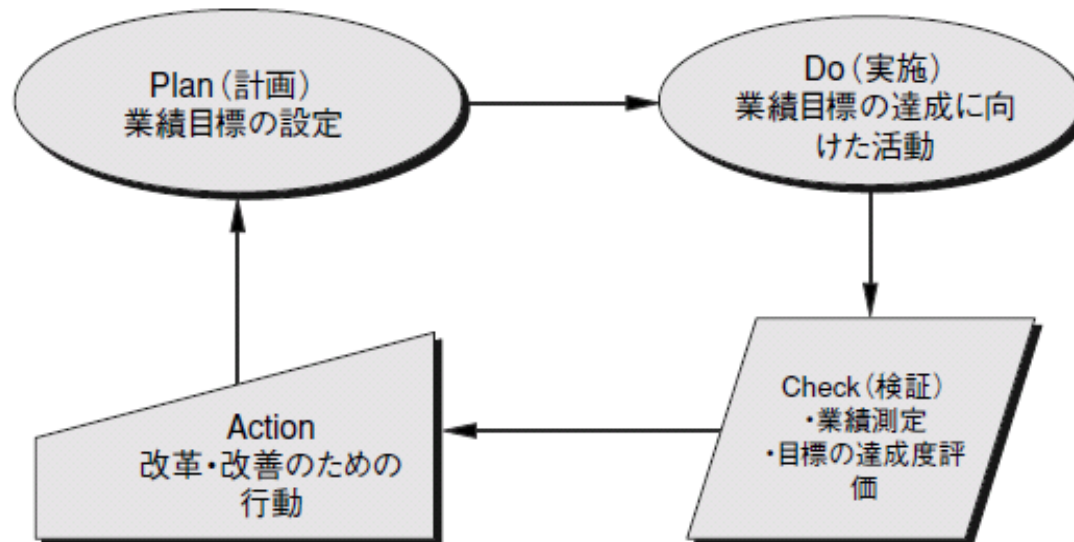 Plan（計画）
業績目標の設定
Do（実施）
業績目標の達成に向
けた活動
Check（検証）
・業績測定
・目標の達成度評
価
Action
改革・改善のための
行動